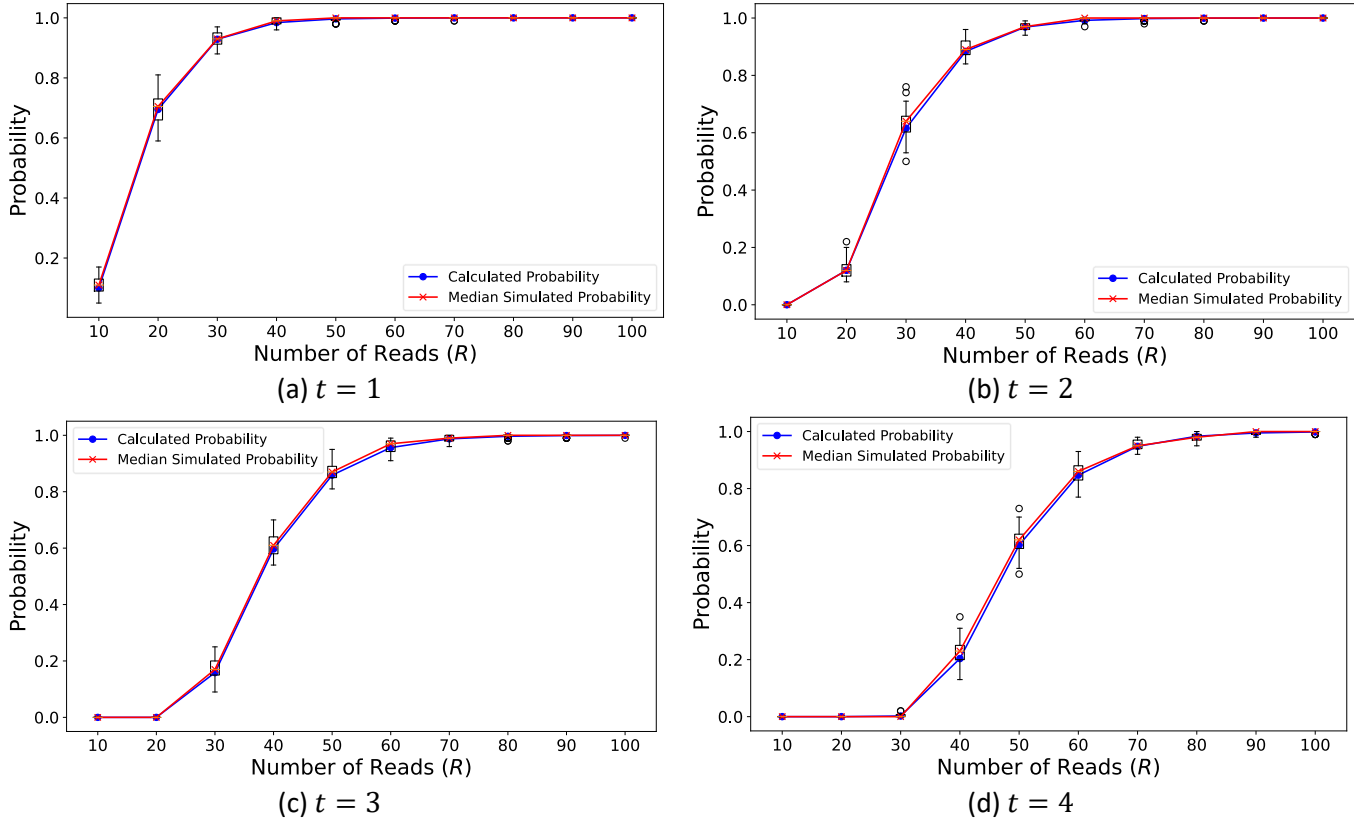 1.0
0.8
0.6
0.4
0.2
Probability
Calculated Probability
Median Simulated Probability
10 20 30 40 50 60 70 80 90 100
Number of Reads (R)
(a) t = 1
1.0
0.8
0.6
0.4
0.2
0.0
Probability
Calculated Probability
Median Simulated Probability
10 20 30 40 50 60 70 80 90 100
Number of Reads (R)
(b) t = 2
1.0
0.8
0.6
0.4
0.2
0.0
Probability
Calculated Probability
Median Simulated Probability
10 20 30 40 50 60 70 80 90 100
Number of Reads (R)
(c) t = 3
1.0
0.8
0.6
0.4
0.2
0.0
Probability
Calculated Probability
Median Simulated Probability
10 20 30 40 50 60 70 80 90 100
Number of Reads (R)
(d) t = 4